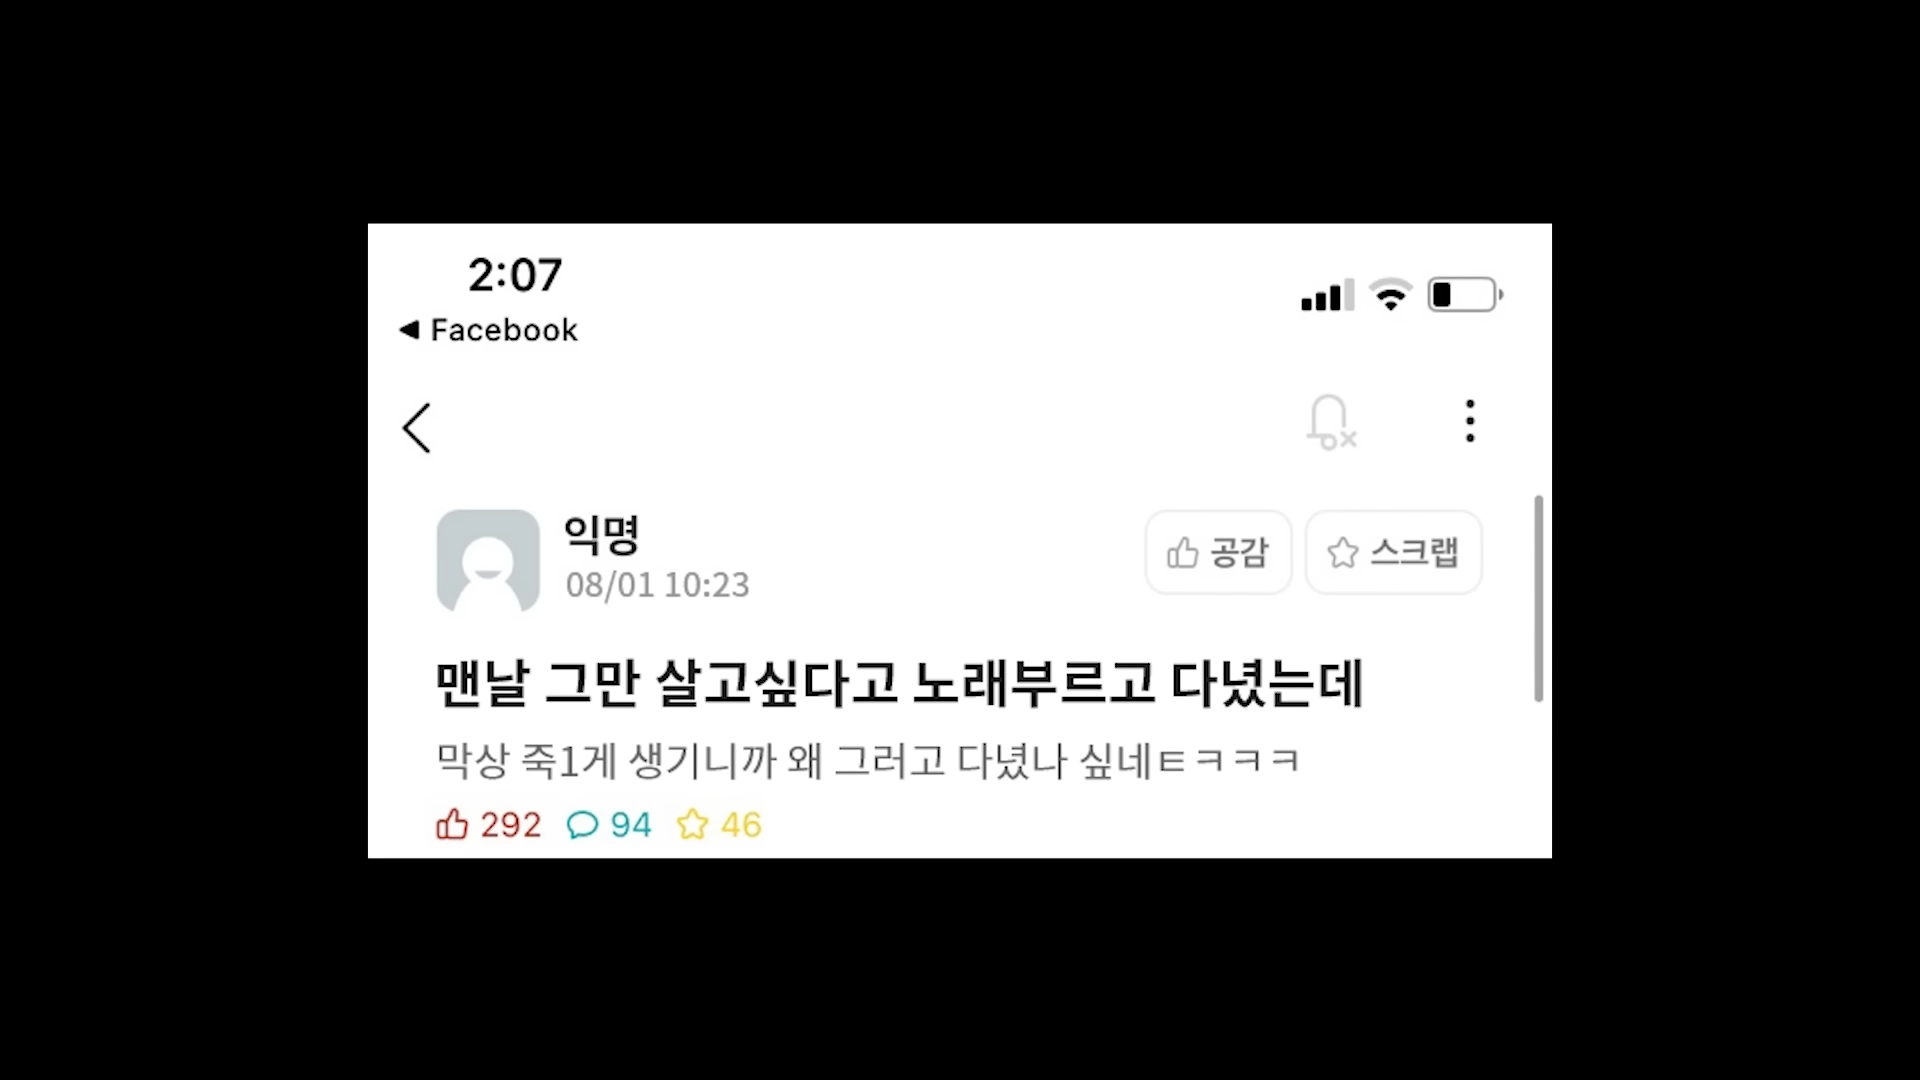 2:07
◀ Facebook
익명
08/01 10:23
공감
스크랩
맨날 그만 살고싶다고 노래부르고 다녔는데
막상 죽1게 생기니까 왜 그러고 다녔나 싶네ㅌㅋㅋㅋ
292 94 46